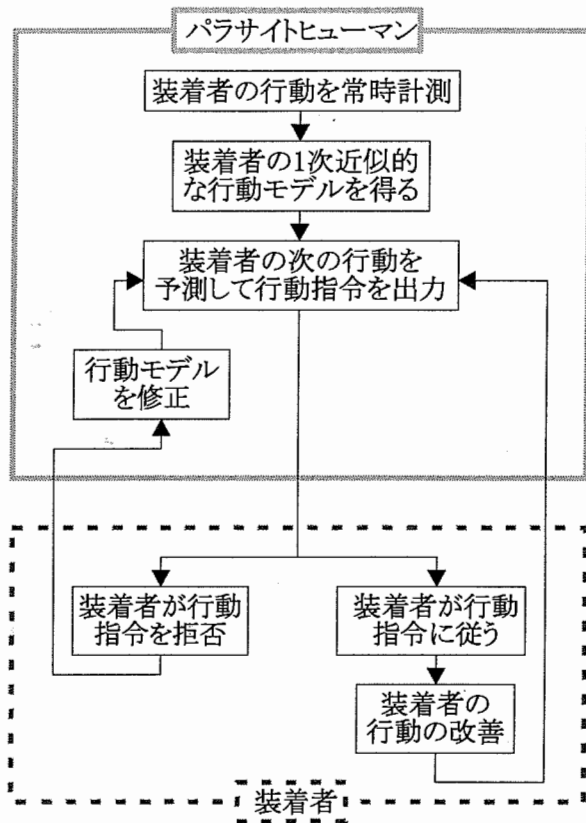 パラサイトヒューマン
装着者の行動を常時計測
装着者の1次近似的
な行動モデルを得る
装着者の次の行動を
予測して行動指令を出力
行動モデル
を修正
装着者が行動
指令を拒否
装着者が行動
指令に従う
装着者の
行動の改善
装着者